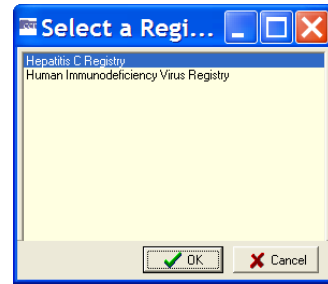 Select a Regi...
Hepatitis C Registry
Human Immunodeficiency Virus Registry
OK
Cancel